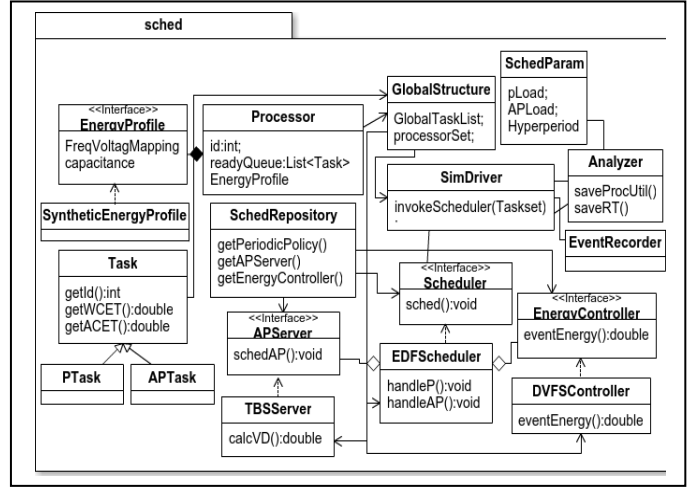 sched
<<Interface>>
EnergyProfile
FreqVoltagMapping
capacitance
SyntheticEnergyProfile
Processor
id:int;
readyQueue:List<Task>
EnergyProfile
GlobalStructure
GlobalTaskList;
processorSet;
SchedParam
pLoad;
APLoad;
Hyperperiod
SimDriver
invokeScheduler(Taskset)
.
Analyzer
saveProcUtil()
saveRT()
EventRecorder
SchedRepository
getPeriodicPolicy()
getAPServer()
getEnergyController()
Task
getId():int
getWCET():double
getACET():double
PTask
APTask
<<Interface>>
Scheduler
sched():void
<<Interface>>
EnergyController
eventEnergy():double
<<Interface>>
APServer
schedAP():void
EDFScheduler
handleP():void
handleAP():void
DVFSController
eventEnergy():double
TBSServer
calcVD():double